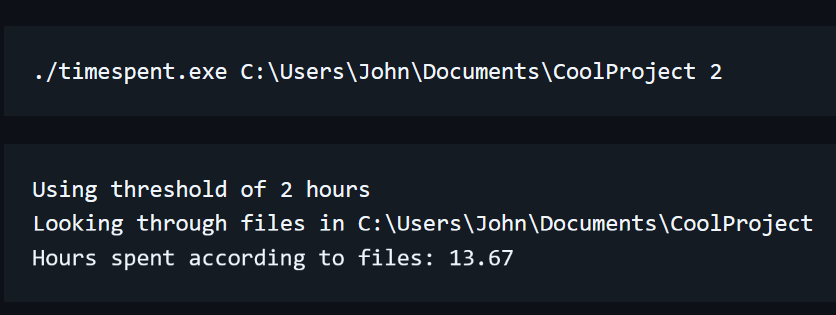 ./timespent.exe C:\Users\John\Documents\CoolProject 2
Using threshold of 2 hours
Looking through files in C:\Users\John\Documents\CoolProject
Hours spent according to files: 13.67